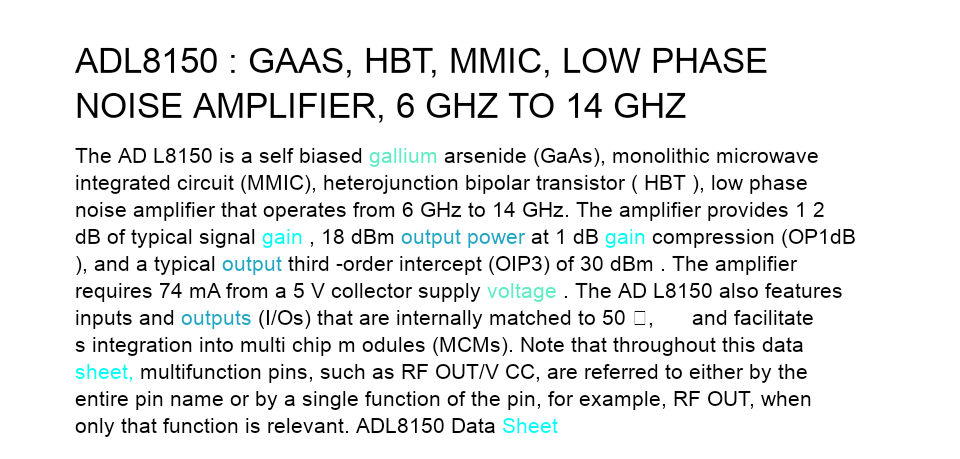 ADL8150 : GAAS, HBT, MMIC, LOW PHASE
NOISE AMPLIFIER, 6 GHZ TO 14 GHZ
The AD L8150 is a self biased gallium arsenide (GaAs), monolithic microwave
integrated circuit (MMIC), heterojunction bipolar transistor ( HBT ), low phase
noise amplifier that operates from 6 GHz to 14 GHz. The amplifier provides 1 2
dB of typical signal gain , 18 dBm output power at 1 dB gain compression (OP1dB
), and a typical output third -order intercept (OIP3) of 30 dBm . The amplifier
requires 74 mA from a 5 V collector supply voltage . The AD L8150 also features
inputs and outputs (I/Os) that are internally matched to 50 □, and facilitate
s integration into multi chip m odules (MCMs). Note that throughout this data
sheet, multifunction pins, such as RF OUT/V CC, are referred to either by the
entire pin name or by a single function of the pin, for example, RF OUT, when
only that function is relevant. ADL8150 Data Sheet